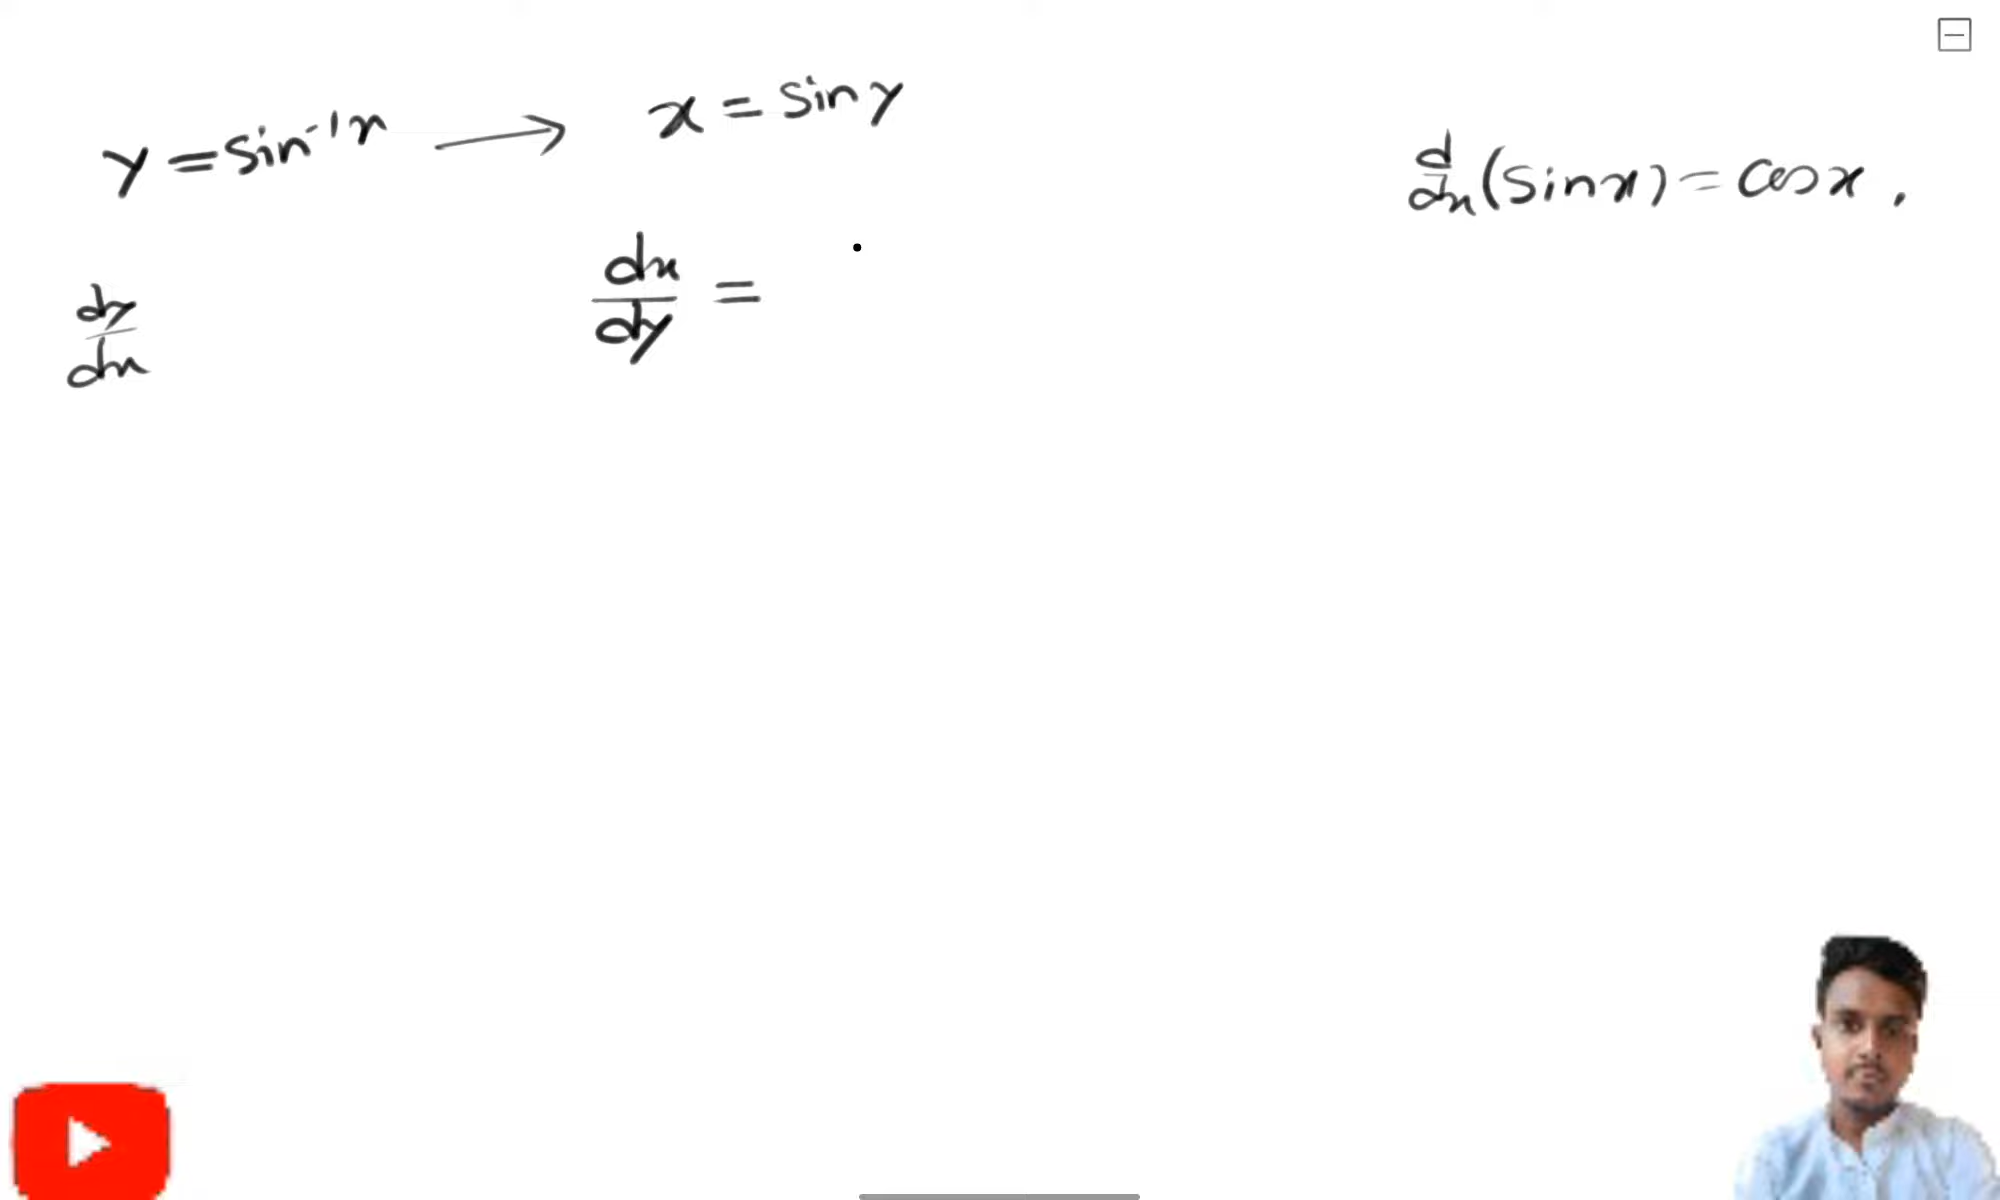 y = sin⁻¹x ⟶ x = sin y
d/dx (sin x) = cos x .
dy/dx
dx/dy =